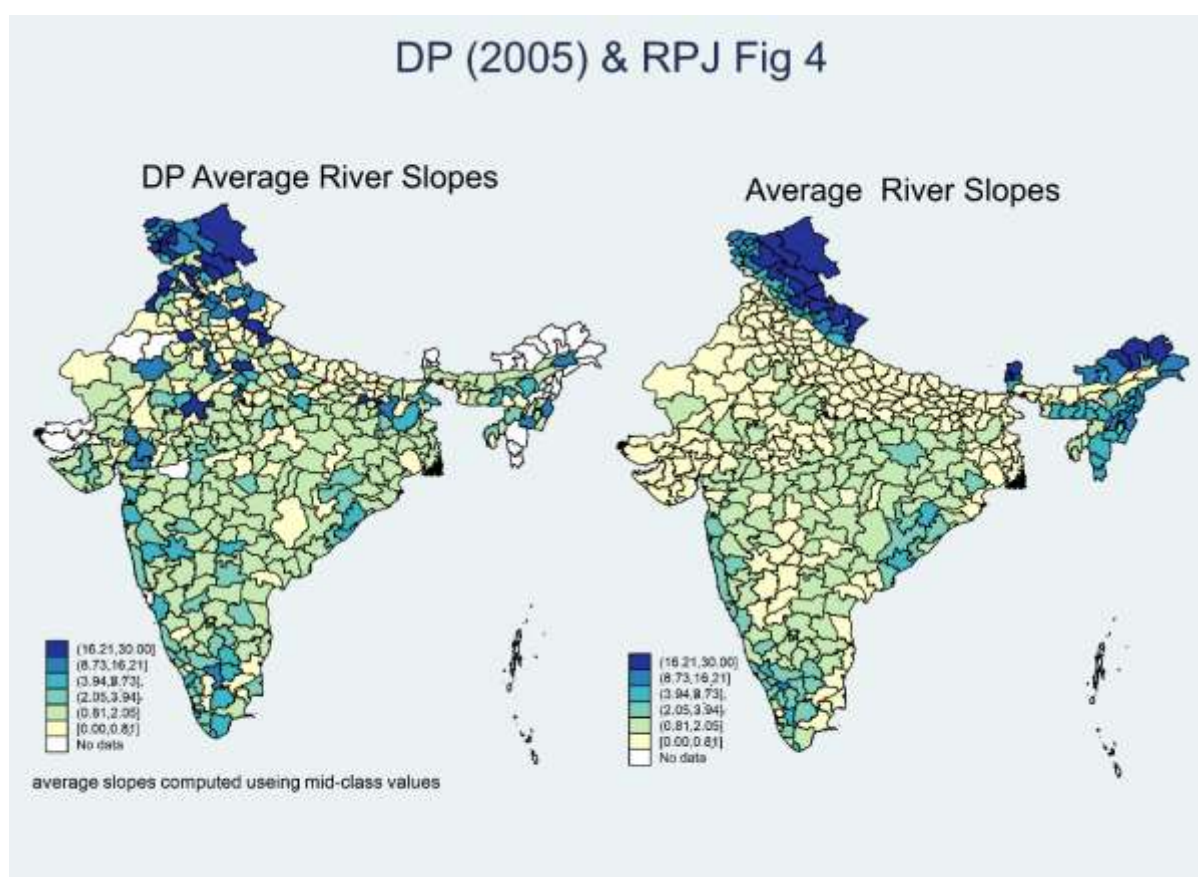 DP (2005) & RPJ Fig 4
DP Average River Slopes
(16.21,30.00]
(8.73,16,21]
(3.94,8.73]
(2.05,3.94]
(0.81,2.05]
[0.00,0.81]
No data
average slopes computed useing mid-class values
Average River Slopes
(16.21,30.00]
(8.73,16,21]
(3.94,8.73]
(2.05,3.94]
(0.81,2.05]
[0.00,0.81]
No data